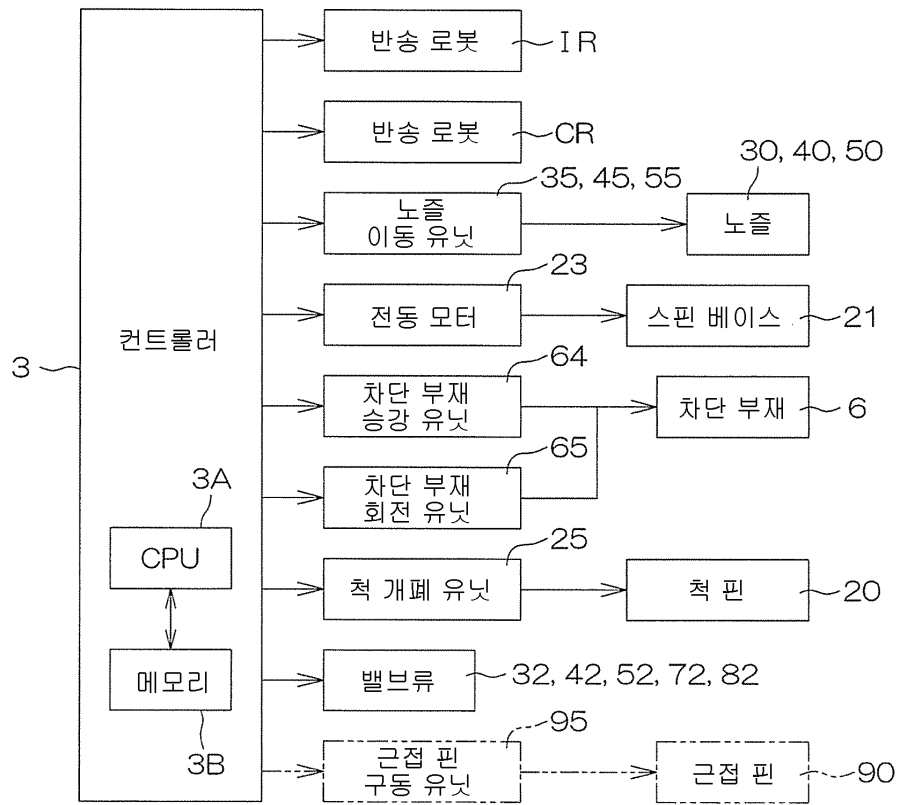 반송 로봇
IR
반송 로봇
CR
35, 45, 55
30, 40, 50
노즐
이동 유닛
노즐
23
전동 모터
스핀 베이스
21
컨트롤러
3
64
차단 부재
승강 유닛
차단 부재
6
65
차단 부재
회전 유닛
3A
CPU
25
척 개폐 유닛
척 핀
20
메모리
3B
밸브류
32, 42, 52, 72, 82
95
근접 핀
구동 유닛
근접 핀
90